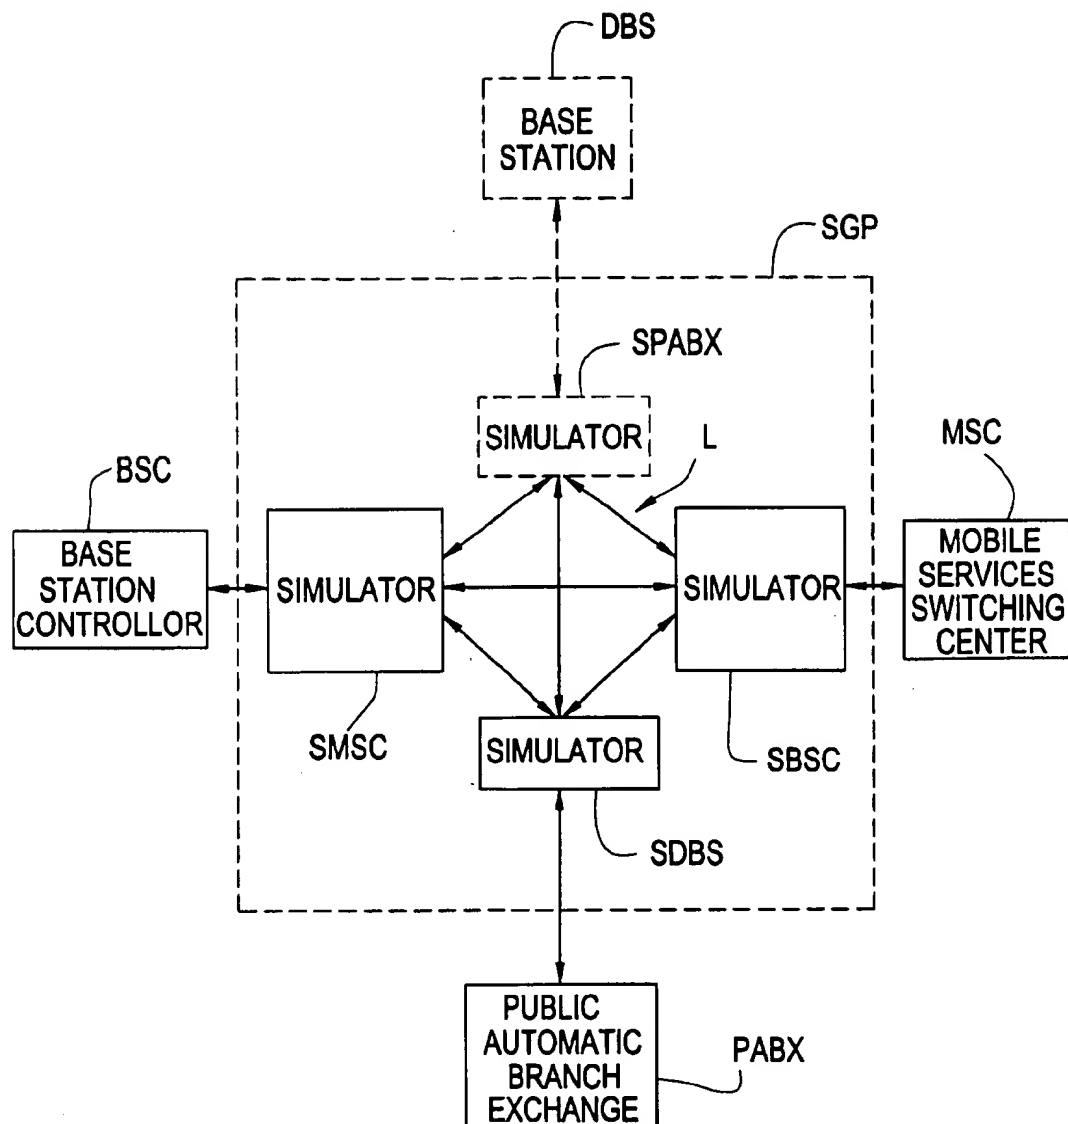 DBS
BASE
STATION
SGP
SPABX
SIMULATOR
L
MSC
BSC
BASE
STATION
CONTROLLOR
SIMULATOR
SIMULATOR
MOBILE
SERVICES
SWITCHING
CENTER
SMSC
SIMULATOR
SBSC
SDBS
PUBLIC
AUTOMATIC
BRANCH
EXCHANGE
PABX